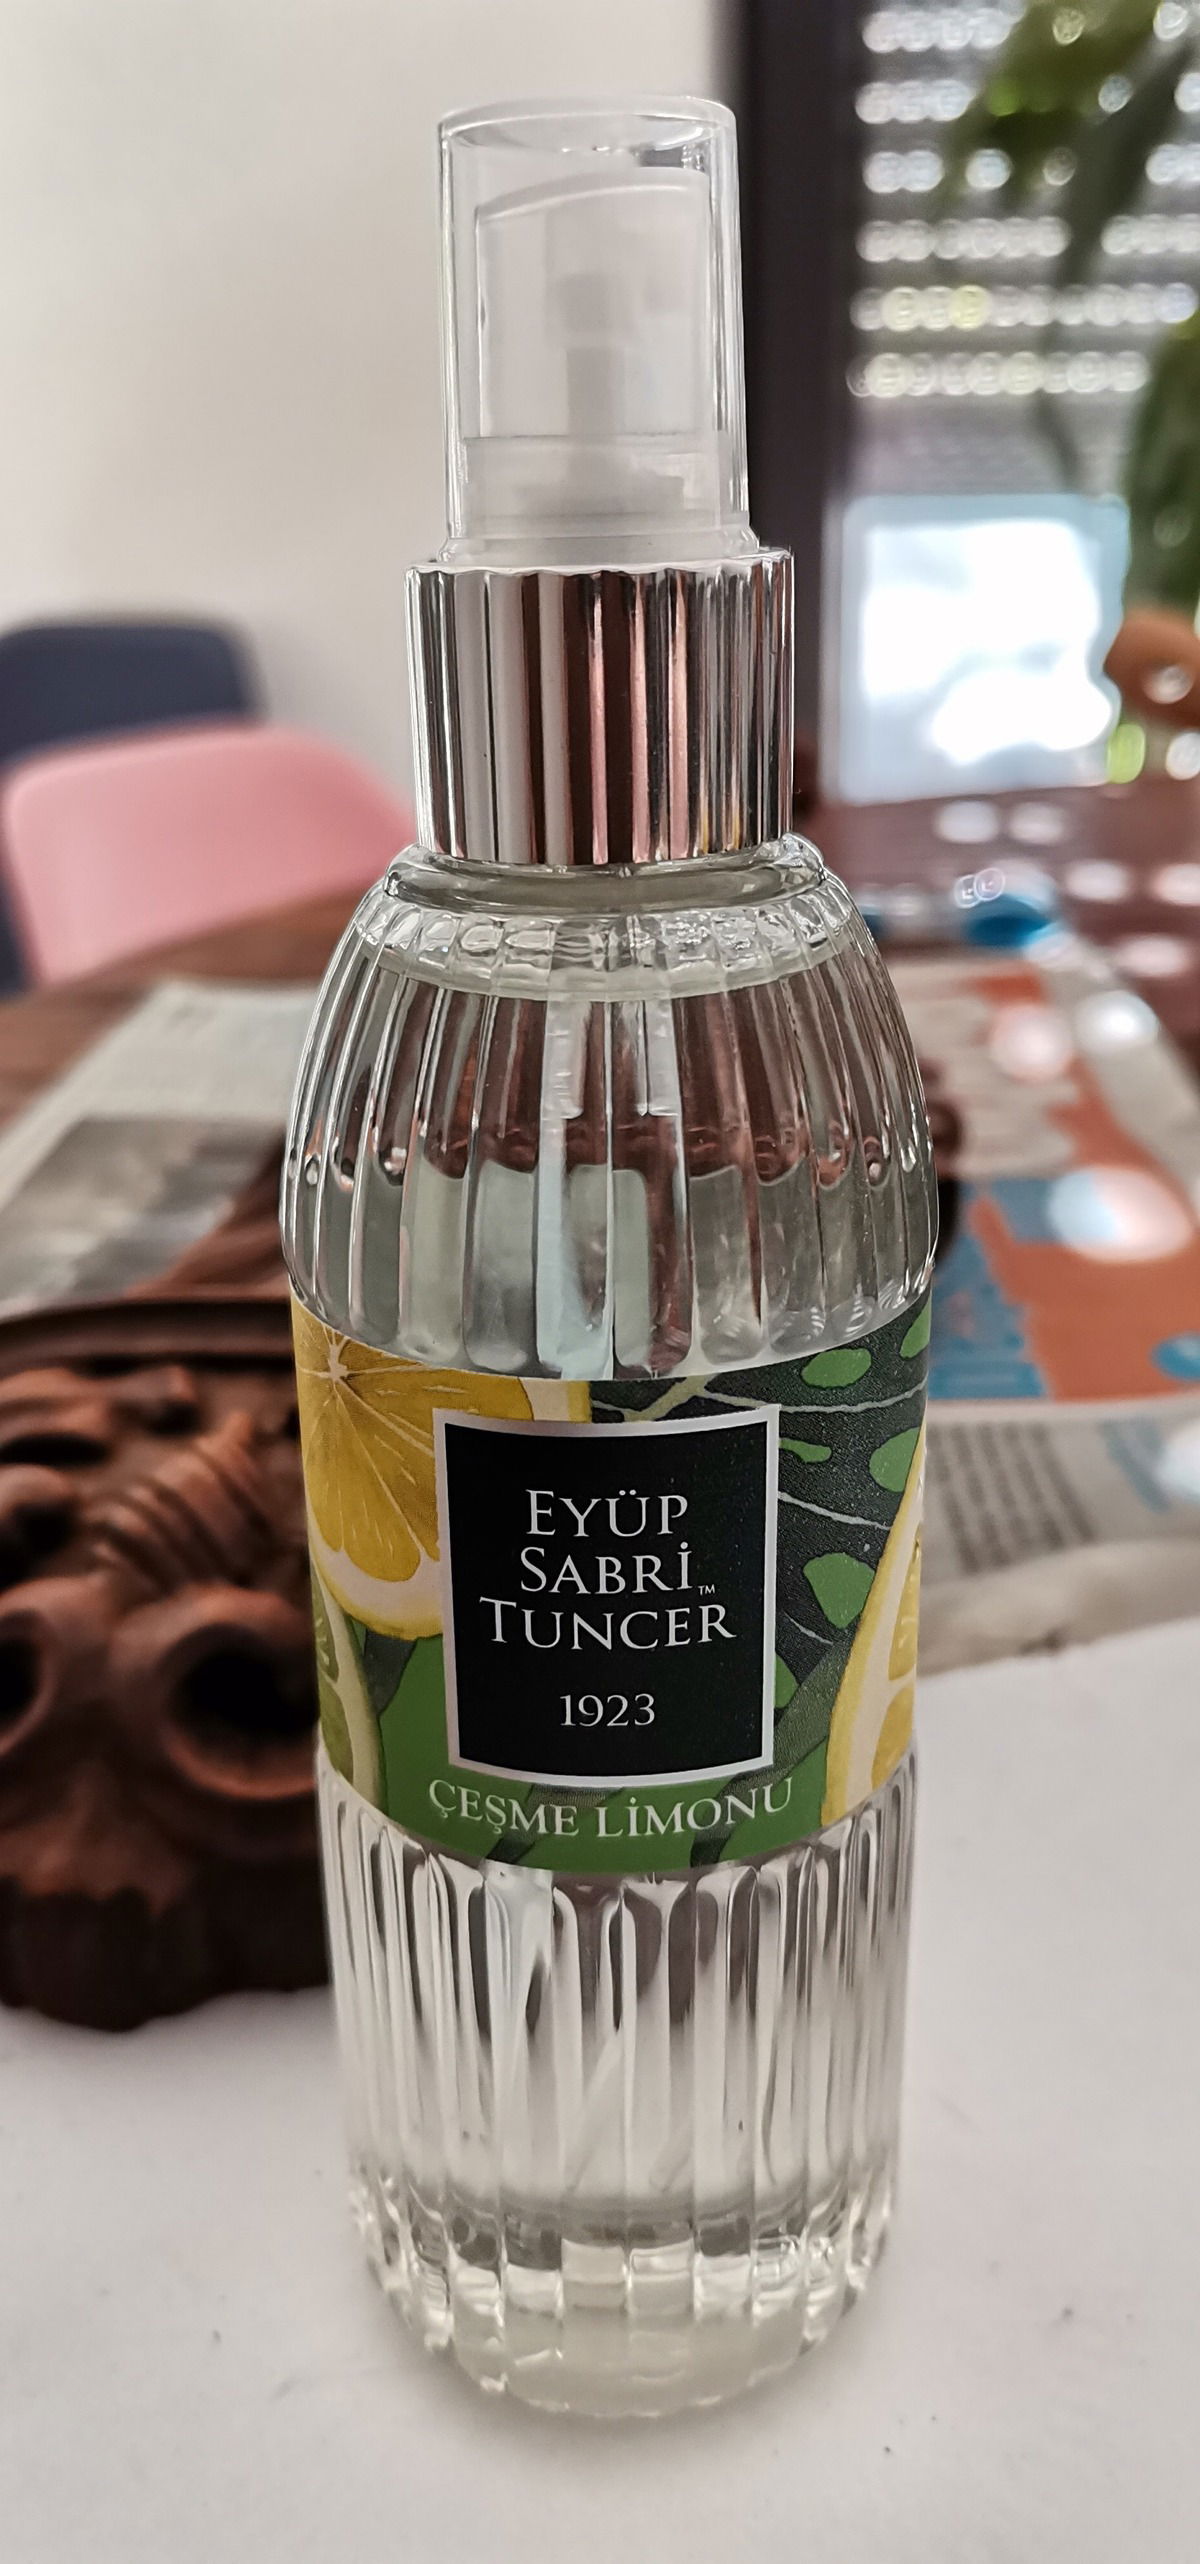 EYÜP
SABRİ™
TUNCER
1923
ÇEŞME LİMONU